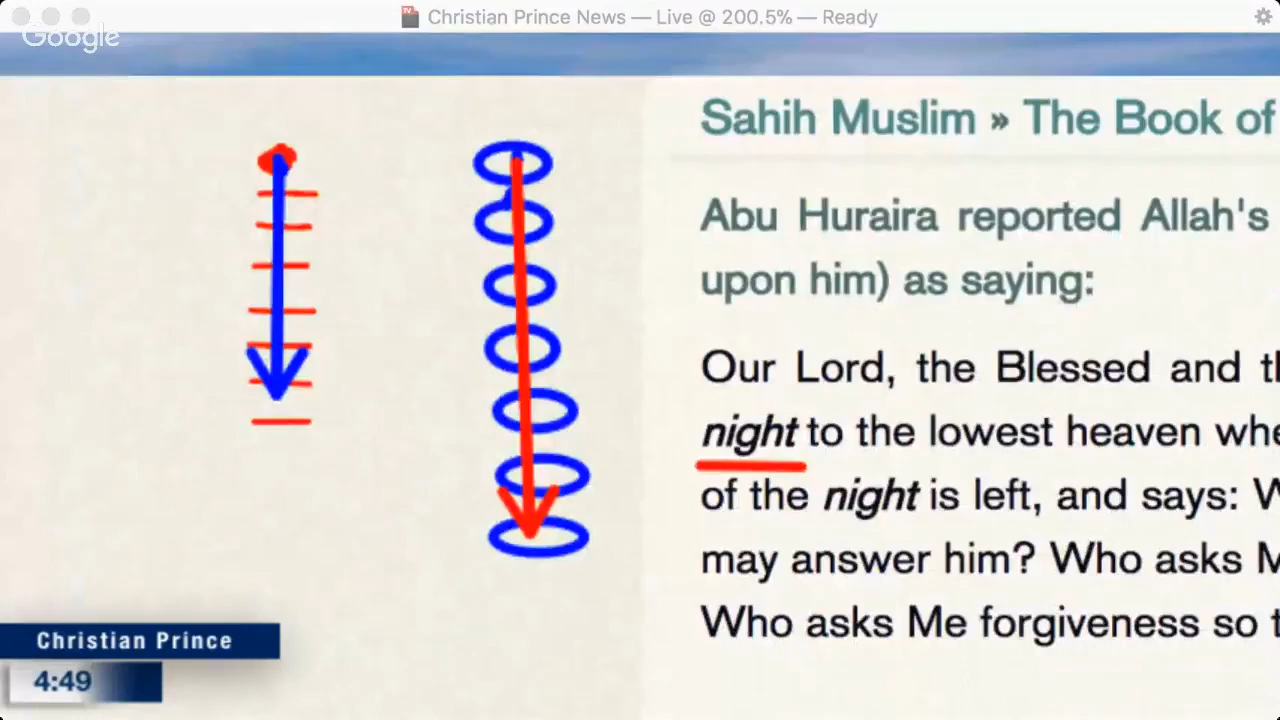 Christian Prince News — Live @ 200.5% — Ready
Google
Sahih Muslim » The Book of
Abu Huraira reported Allah's
upon him) as saying:
Our Lord, the Blessed and
night to the lowest heaven
of the night is left, and says:
may answer him? Who asks
Who asks Me forgiveness so
Christian Prince
4:49